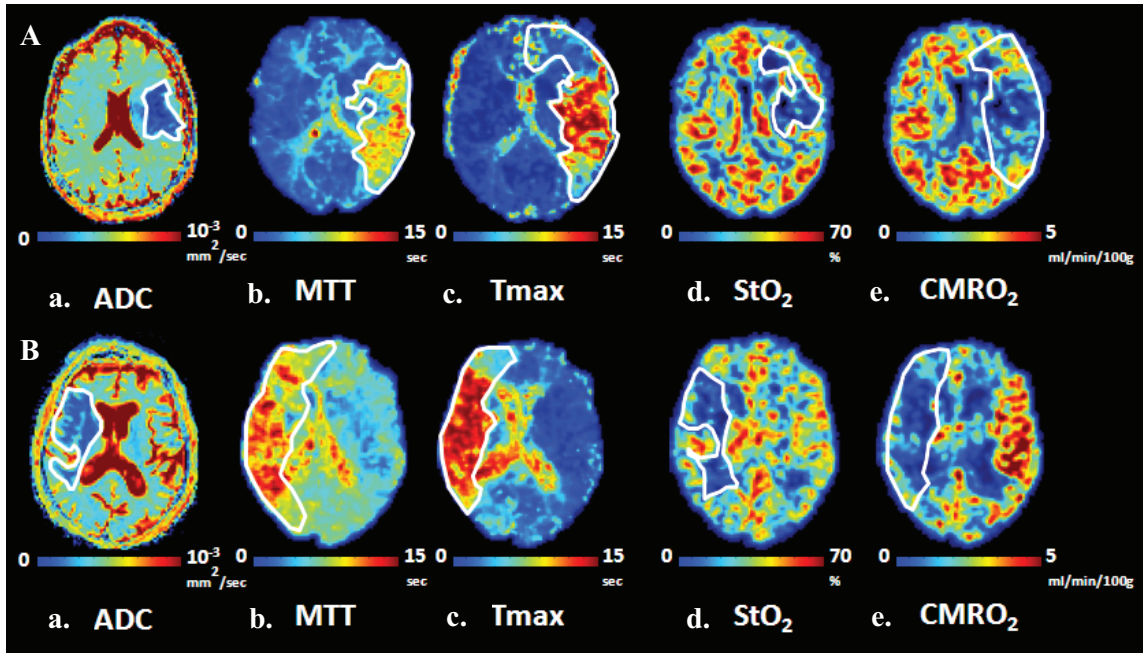 A
0 10-3 mm2/sec 0 15 sec 0 15 sec 0 70 % 0 5 ml/min/100g
a. ADC b. MTT c. Tmax d. StO2 e. CMRO2
B
0 10-3 mm2/sec 0 15 sec 0 15 sec 0 70 % 0 5 ml/min/100g
a. ADC b. MTT c. Tmax d. StO2 e. CMRO2